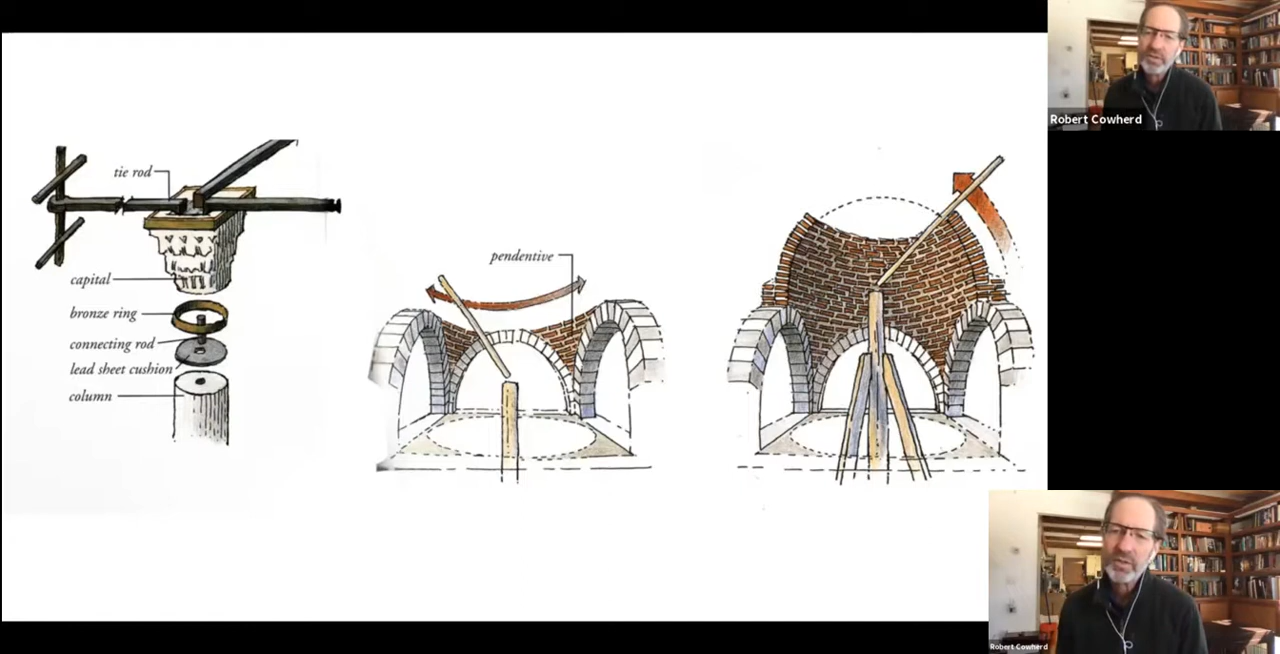 tie rod
capital
bronze ring
connecting rod
lead sheet cushion
column
pendentive
Robert Cowherd
Robert Cowherd